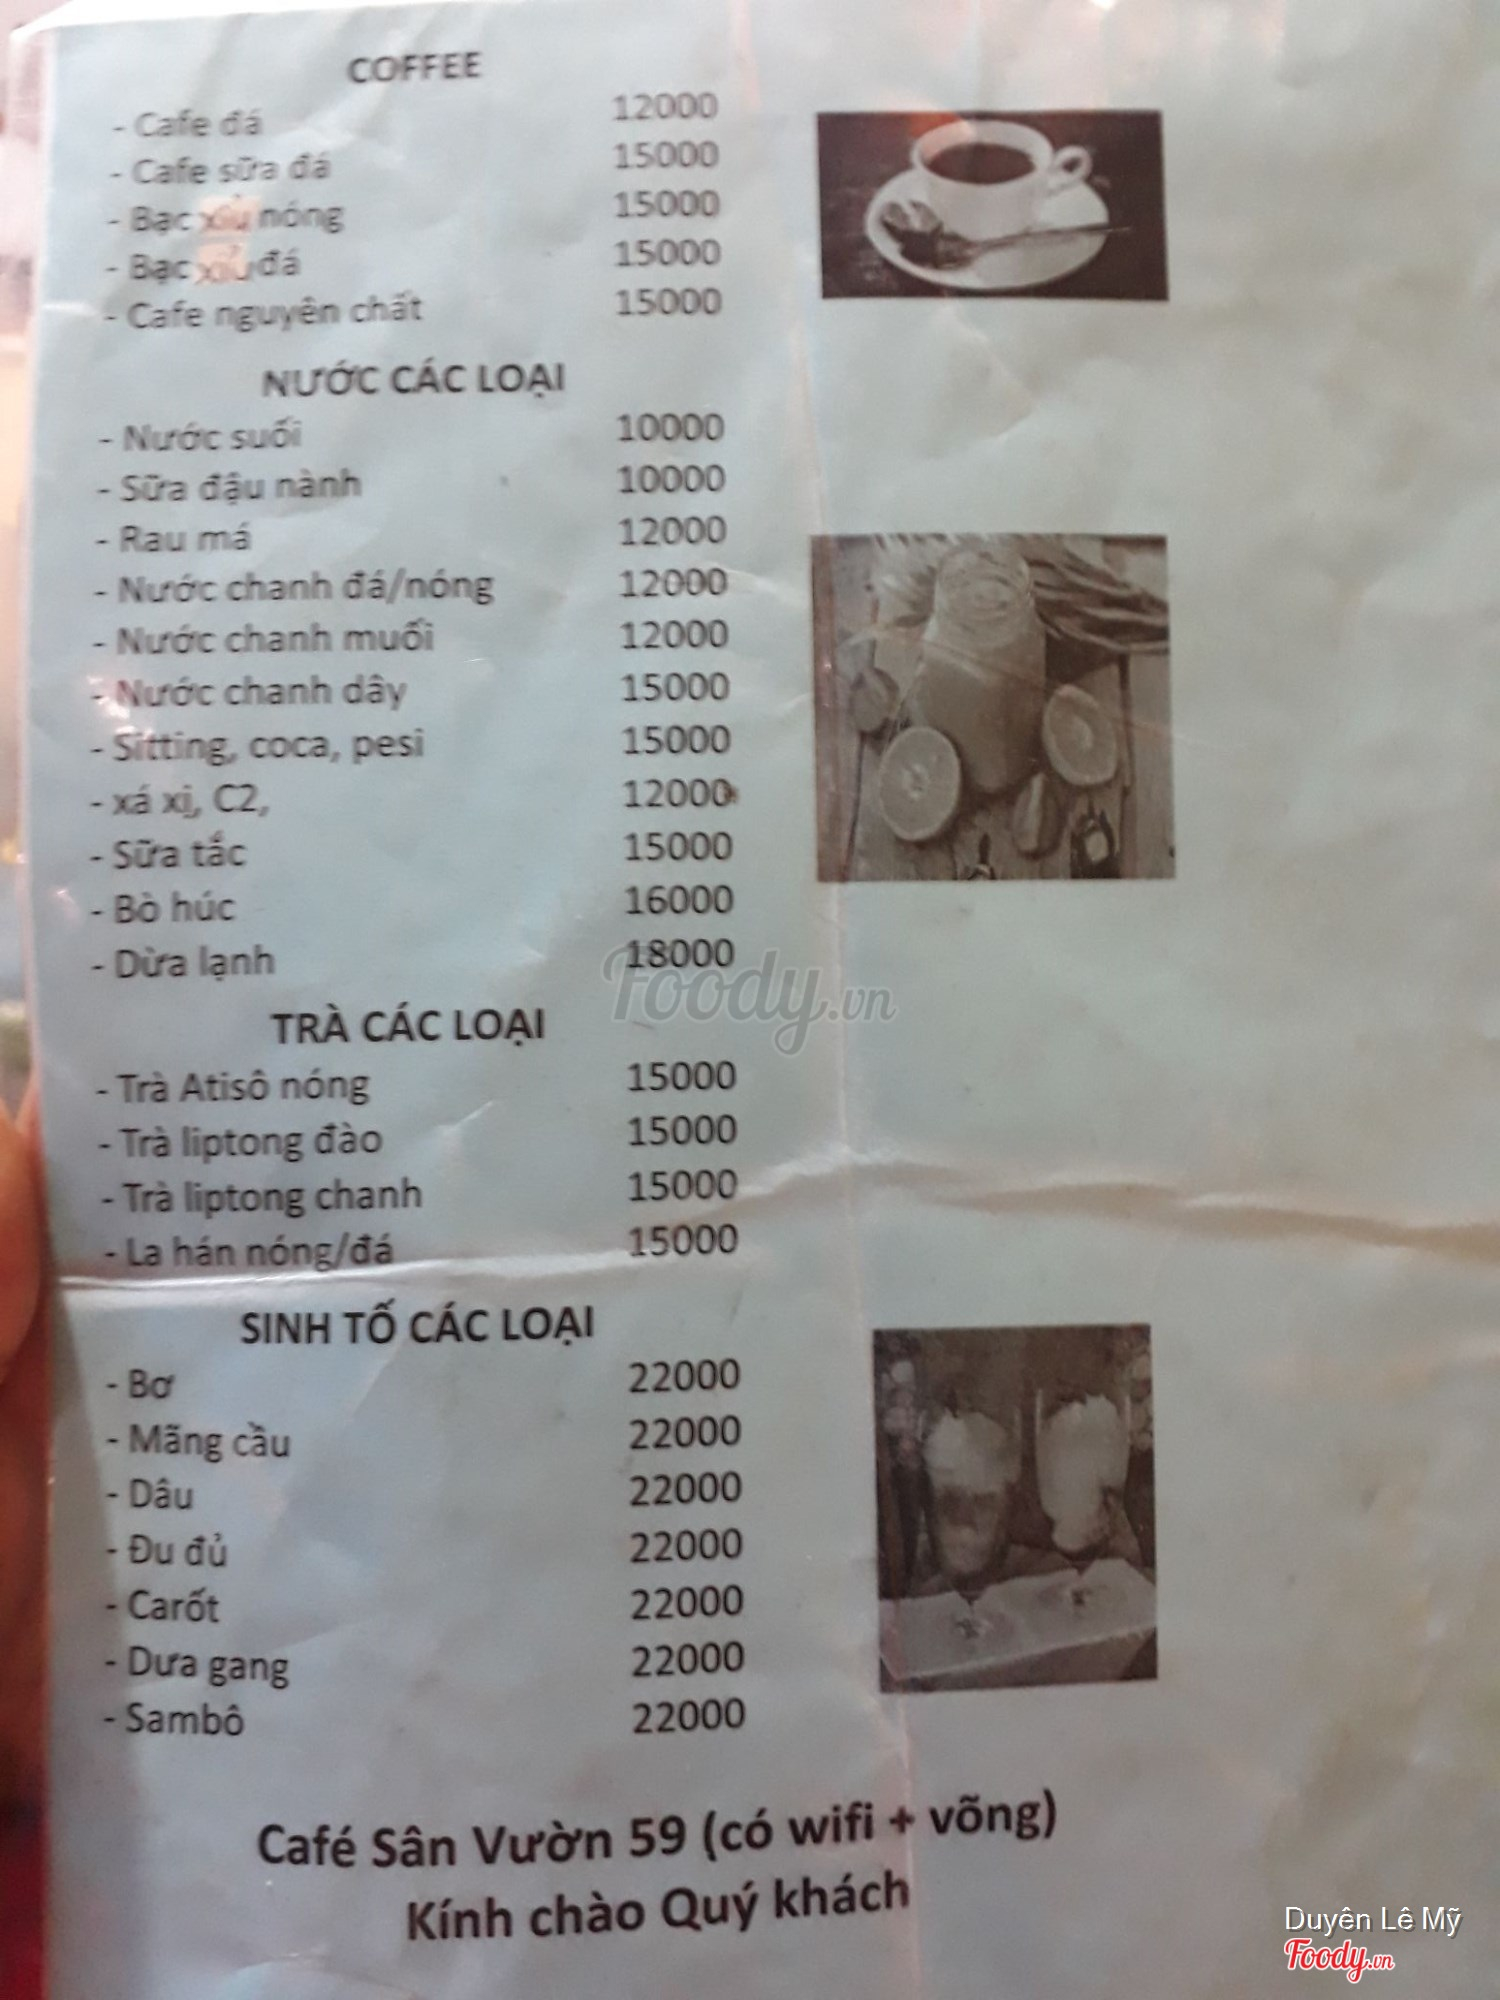 COFFEE
- Cafe đá 12000
- Cafe sữa đá 15000
- Bạc xỉu nóng 15000
- Bạc xỉu đá 15000
- Cafe nguyên chất 15000
NƯỚC CÁC LOẠI
- Nước suối 10000
- Sữa đậu nành 10000
- Rau má 12000
- Nước chanh đá/nóng 12000
- Nước chanh muối 12000
- Nước chanh dây 15000
- Sitting, coca, pesi 15000
- xá xị, C2, 12000
- Sữa tắc 15000
- Bò húc 16000
- Dừa lạnh 18000
Foody.vn
TRÀ CÁC LOẠI
- Trà Atisô nóng 15000
- Trà liptong đào 15000
- Trà liptong chanh 15000
- La hán nóng/đá 15000
SINH TỐ CÁC LOẠI
- Bơ 22000
- Mãng cầu 22000
- Dâu 22000
- Đu đủ 22000
- Carốt 22000
- Dưa gang 22000
- Sambô 22000
Café Sân Vườn 59 (có wifi + võng)
Kính chào Quý khách
Duyên Lê Mỹ
Foody.vn